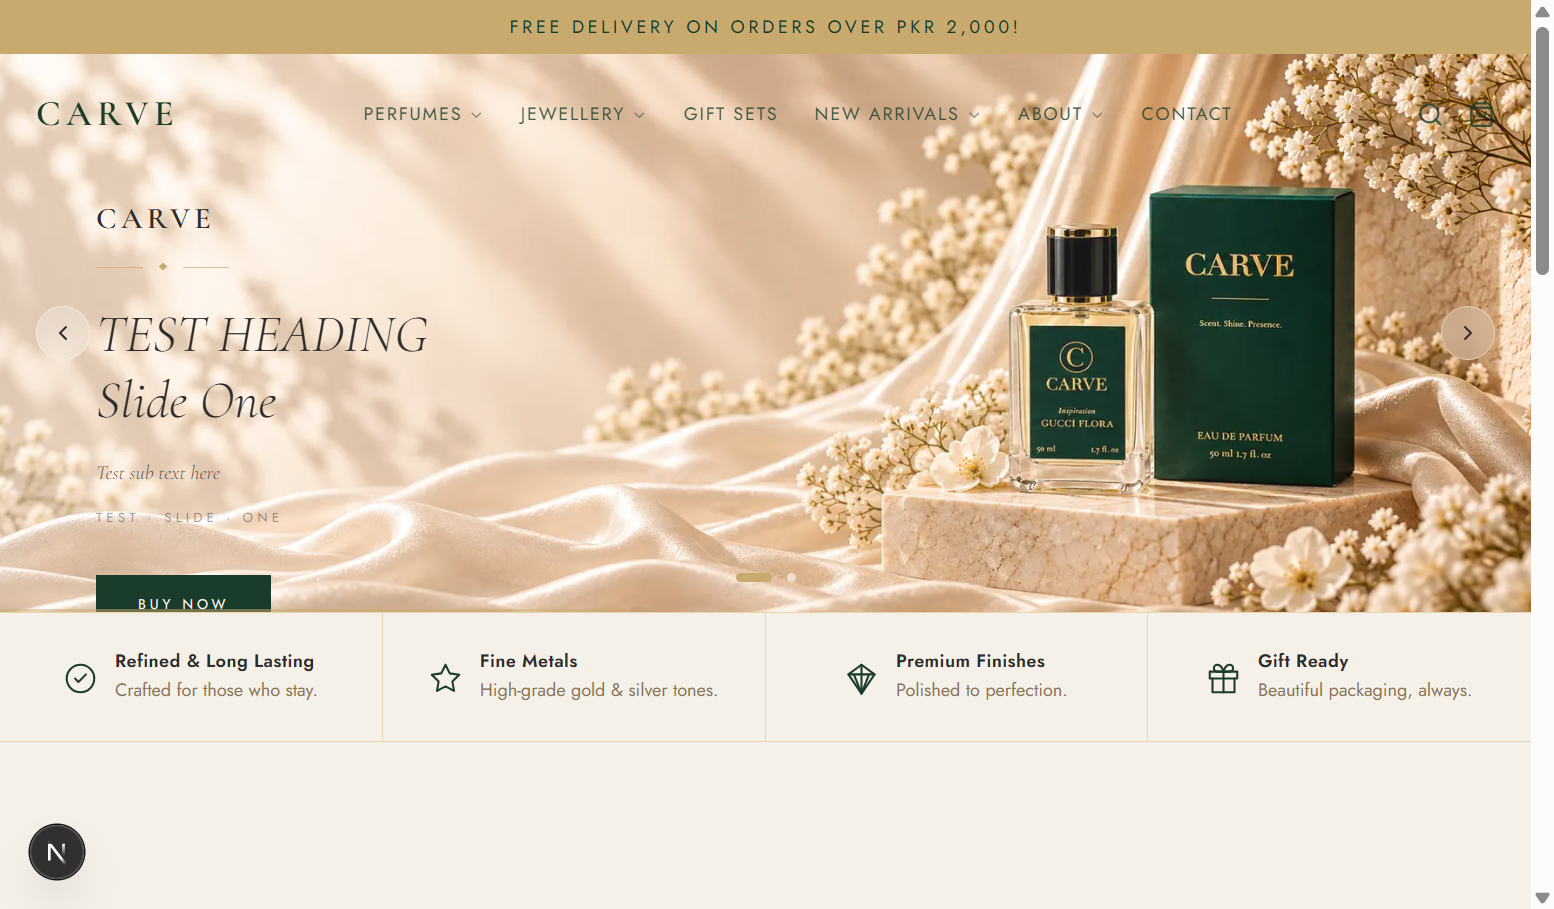 FREE DELIVERY ON ORDERS OVER PKR 2,000!
CARVE
PERFUMES JEWELLERY GIFT SETS NEW ARRIVALS ABOUT CONTACT
CARVE
TEST HEADING
Slide One
Test sub text here
TEST · SLIDE · ONE
BUY NOW
C
CARVE
Inspiration
GUCCI FLORA
50 ml 1.7 fl. oz
CARVE
Scent. Shine. Presence.
EAU DE PARFUM
50 ml 1.7 fl. oz
Refined & Long Lasting
Crafted for those who stay.
Fine Metals
High-grade gold & silver tones.
Premium Finishes
Polished to perfection.
Gift Ready
Beautiful packaging, always.
N